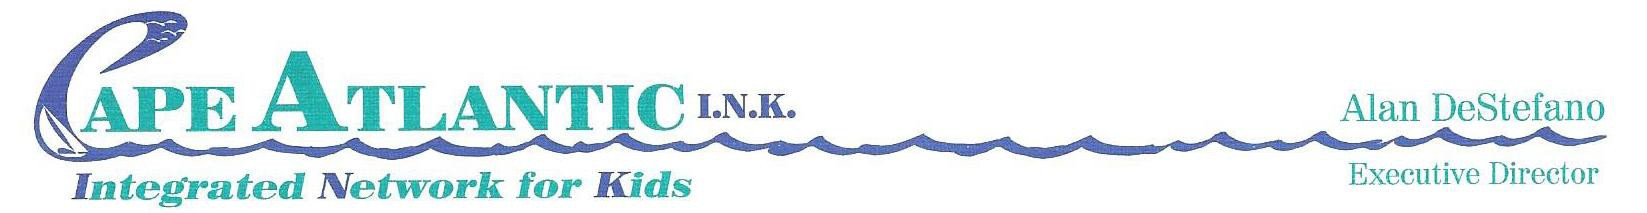 CAPE ATLANTIC I.N.K.
Integrated Network for Kids
Alan DeStefano
Executive Director